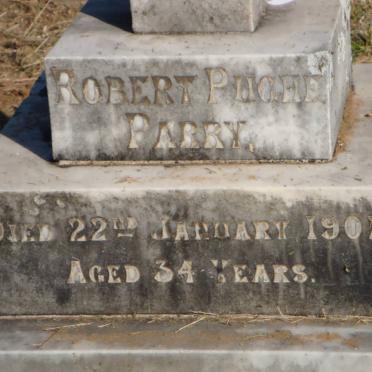 Robert Pughe
Parry.
Died 22nd January
Aged 34 Years.